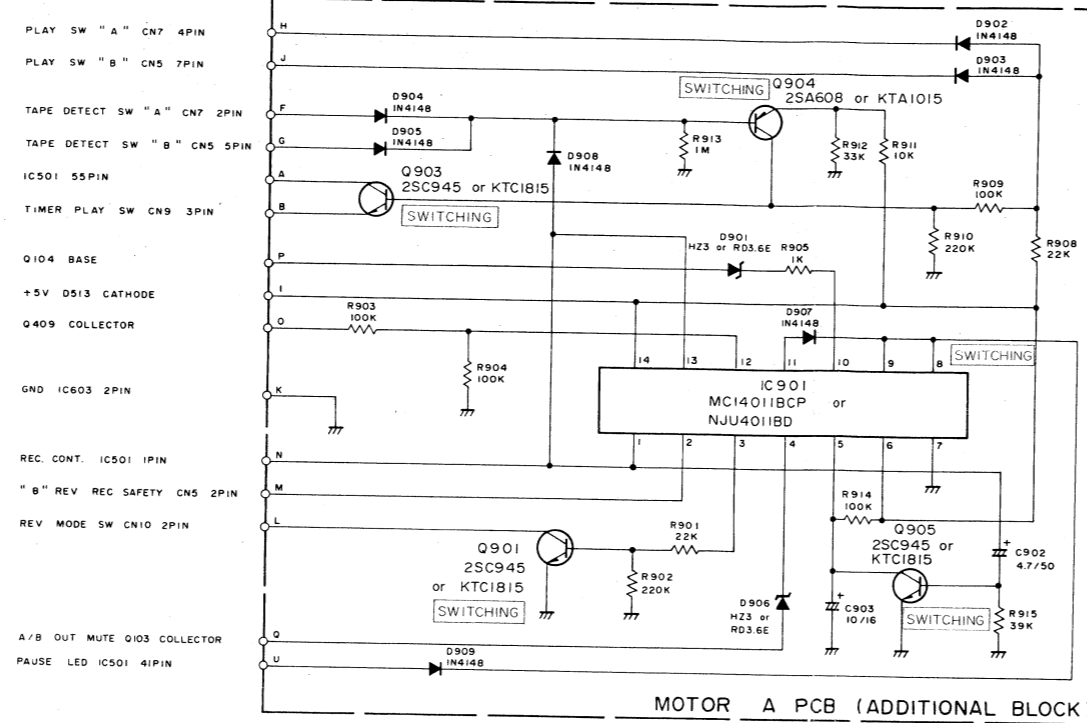 PLAY SW "A" CN7 4PIN
H
D902
1N4148
PLAY SW "B" CN5 7PIN
J
D903
1N4148
SWITCHING
Q904
2SA608 or KTA1015
TAPE DETECT SW "A" CN7 2PIN
F
D904
1N4148
TAPE DETECT SW "B" CN5 5PIN
G
D905
1N4148
D908
1N4148
R913
1M
R912
33K
R911
10K
IC501 55PIN
A
Q903
2SC945 or KTC1815
SWITCHING
TIMER PLAY SW CN9 3PIN
B
R909
100K
R910
220K
R908
22K
Q104 BASE
P
D901
HZ3 or RD3.6E
R905
1K
+5V D513 CATHODE
I
Q409 COLLECTOR
O
R903
100K
D907
1N4148
R904
100K
SWITCHING
14
13
12
11
10
9
8
IC901
MC14011BCP or
NJU4011BD
1
2
3
4
5
6
7
GND IC603 2PIN
K
REC. CONT. IC501 1PIN
N
"B" REV REC SAFETY CN5 2PIN
M
REV MODE SW CN10 2PIN
L
R914
100K
Q905
2SC945 or
KTC1815
SWITCHING
R901
22K
Q901
2SC945
or KTC1815
SWITCHING
R902
220K
+
C902
4.7/50
D906
HZ3 or
RD3.6E
+
C903
10/16
R915
39K
A/B OUT MUTE Q103 COLLECTOR
Q
PAUSE LED IC501 41PIN
U
D909
1N4148
MOTOR A PCB (ADDITIONAL BLOCK